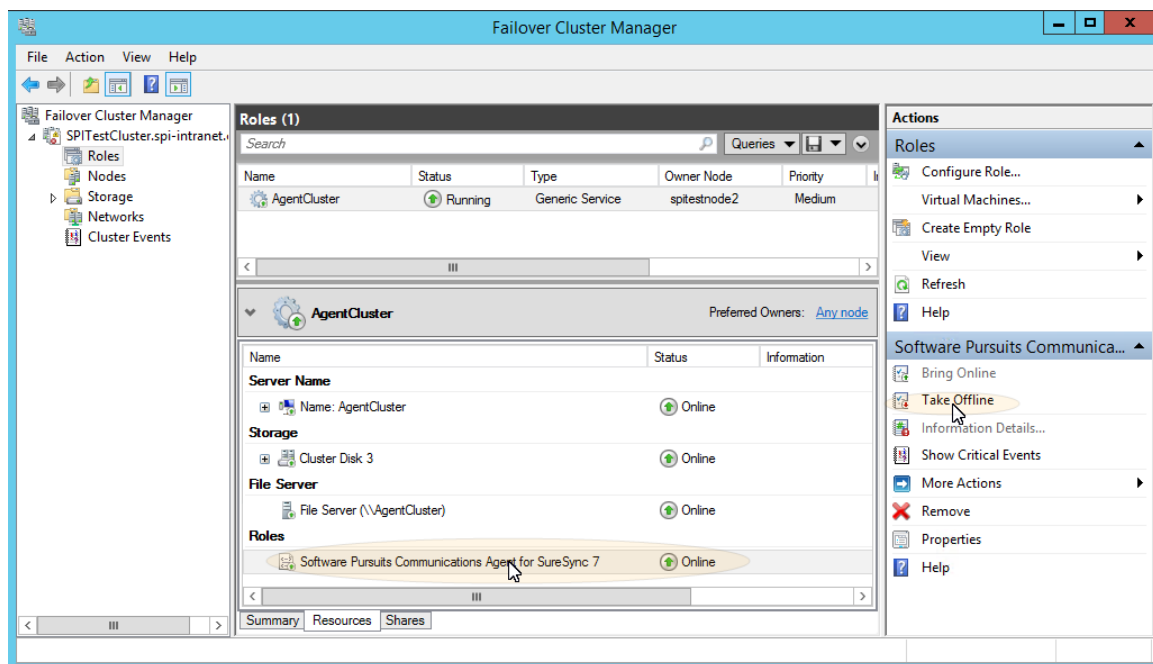 Failover Cluster Manager
File Action View Help
Failover Cluster Manager
SPITestCluster.spi-intranet.
Roles
Nodes
Storage
Networks
Cluster Events
Roles (1)
Search
Queries
Name Status Type Owner Node Priority
AgentCluster Running Generic Service spitestnode2 Medium
AgentCluster Preferred Owners: Any node
Name Status Information
Server Name
Name: AgentCluster Online
Storage
Cluster Disk 3 Online
File Server
File Server (\\AgentCluster) Online
Roles
Software Pursuits Communications Agent for SureSync 7 Online
Summary Resources Shares
Actions
Roles
Configure Role...
Virtual Machines...
Create Empty Role
View
Refresh
Help
Software Pursuits Communica...
Bring Online
Take Offline
Information Details...
Show Critical Events
More Actions
Remove
Properties
Help